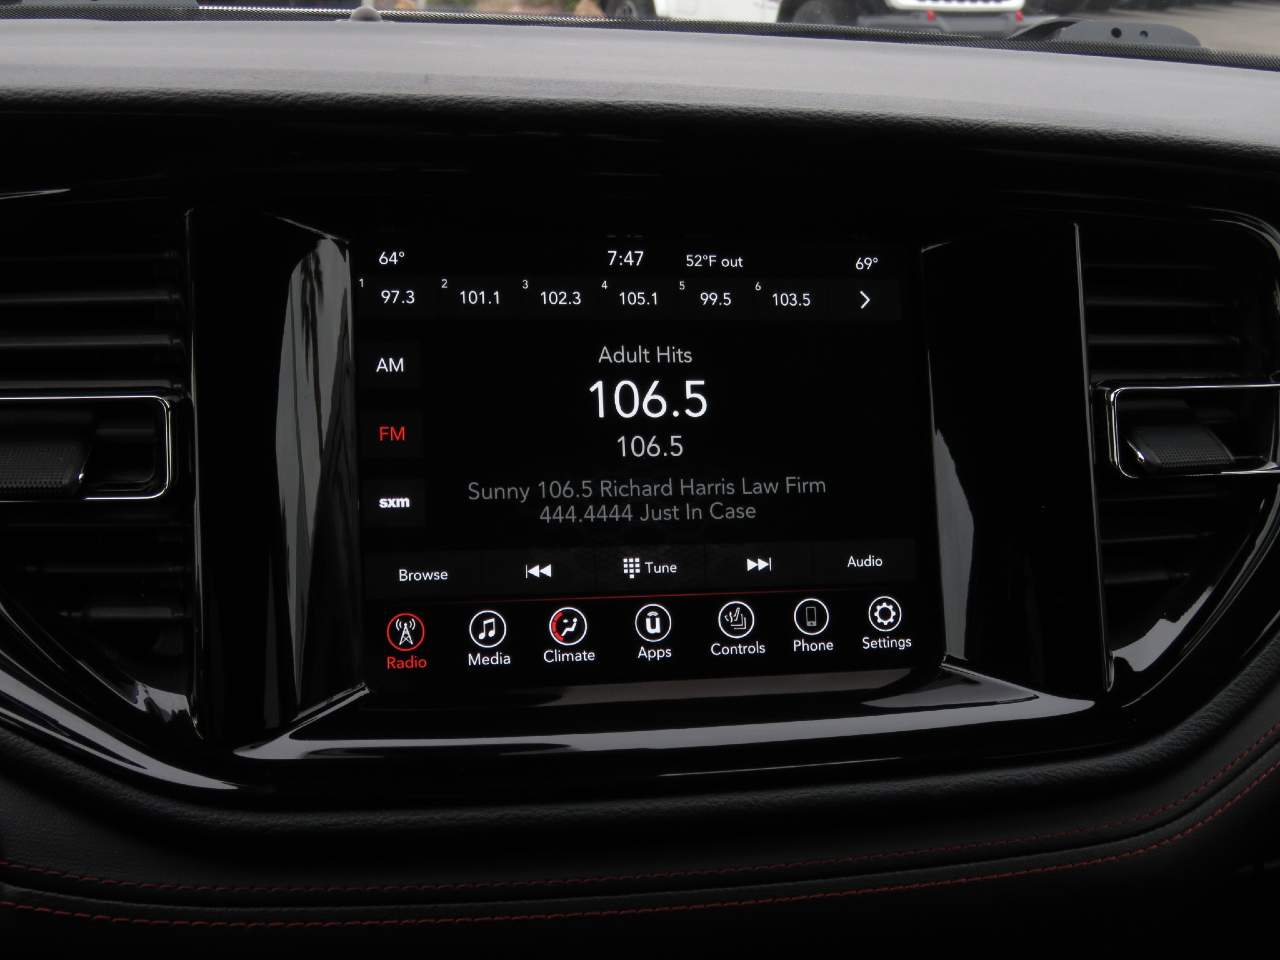 64° 7:47 52°F out 69°
1 97.3 2 101.1 3 102.3 4 105.1 5 99.5 6 103.5
AM
Adult Hits
106.5
FM
106.5
Sunny 106.5 Richard Harris Law Firm
444.4444 Just In Case
sxm
Browse Tune Audio
Radio Media Climate Apps Controls Phone Settings